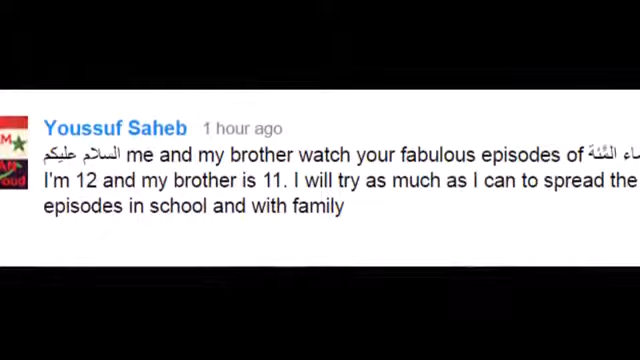 Youssuf Saheb 1 hour ago
السلام عليكم me and my brother watch your fabulous episodes of المئة
I'm 12 and my brother is 11. I will try as much as I can to spread the
episodes in school and with family